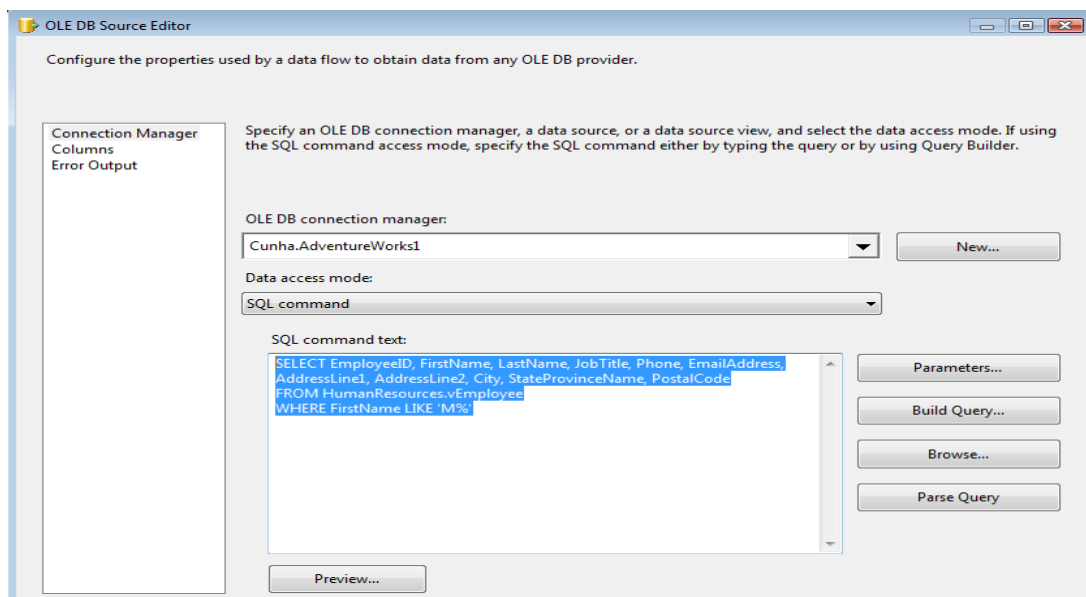 OLE DB Source Editor
Configure the properties used by a data flow to obtain data from any OLE DB provider.
Connection Manager
Columns
Error Output
Specify an OLE DB connection manager, a data source, or a data source view, and select the data access mode. If using
the SQL command access mode, specify the SQL command either by typing the query or by using Query Builder.
OLE DB connection manager:
Cunha.AdventureWorks1
New...
Data access mode:
SQL command
SQL command text:
SELECT EmployeeID, FirstName, LastName, JobTitle, Phone, EmailAddress,
AddressLine1, AddressLine2, City, StateProvinceName, PostalCode
FROM HumanResources.vEmployee
WHERE FirstName LIKE 'M%'
Parameters...
Build Query...
Browse...
Parse Query
Preview...